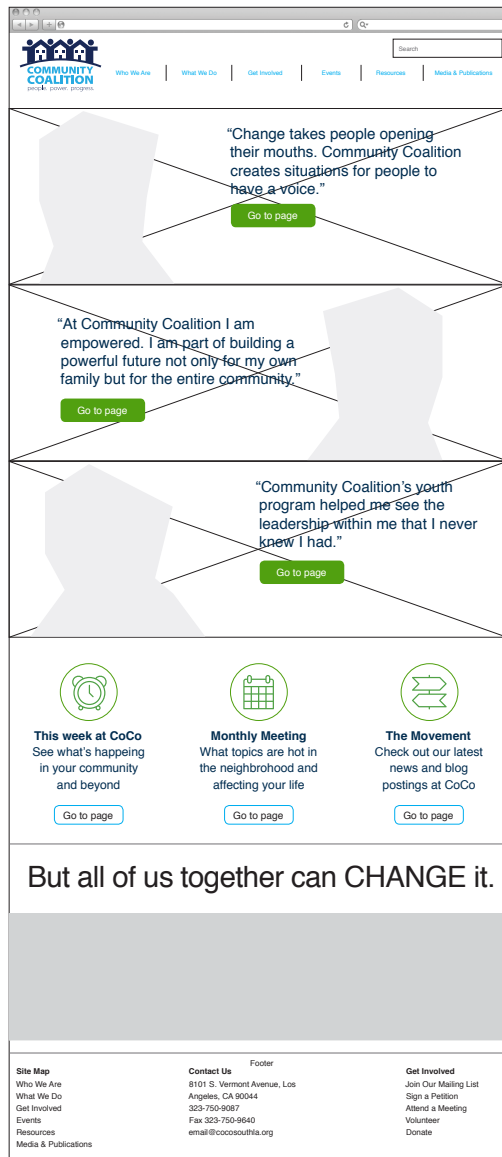 Search
COMMUNITY
COALITION
people. power. progress.
Who We Are
What We Do
Get Involved
Events
Resources
Media & Publications
“Change takes people opening
their mouths. Community Coalition
creates situations for people to
have a voice.”
Go to page
“At Community Coalition I am
empowered. I am part of building a
powerful future not only for my own
family but for the entire community.”
Go to page
“Community Coalition’s youth
program helped me see the
leadership within me that I never
knew I had.”
Go to page
This week at CoCo
See what’s happeing
in your community
and beyond
Go to page
Monthly Meeting
What topics are hot in
the neighbrohood and
affecting your life
Go to page
The Movement
Check out our latest
news and blog
postings at CoCo
Go to page
But all of us together can CHANGE it.
Footer
Site Map
Who We Are
What We Do
Get Involved
Events
Resources
Media & Publications
Contact Us
8101 S. Vermont Avenue, Los
Angeles, CA 90044
323-750-9087
Fax 323-750-9640
email@cocosouthla.org
Get Involved
Join Our Mailing List
Sign a Petition
Attend a Meeting
Volunteer
Donate